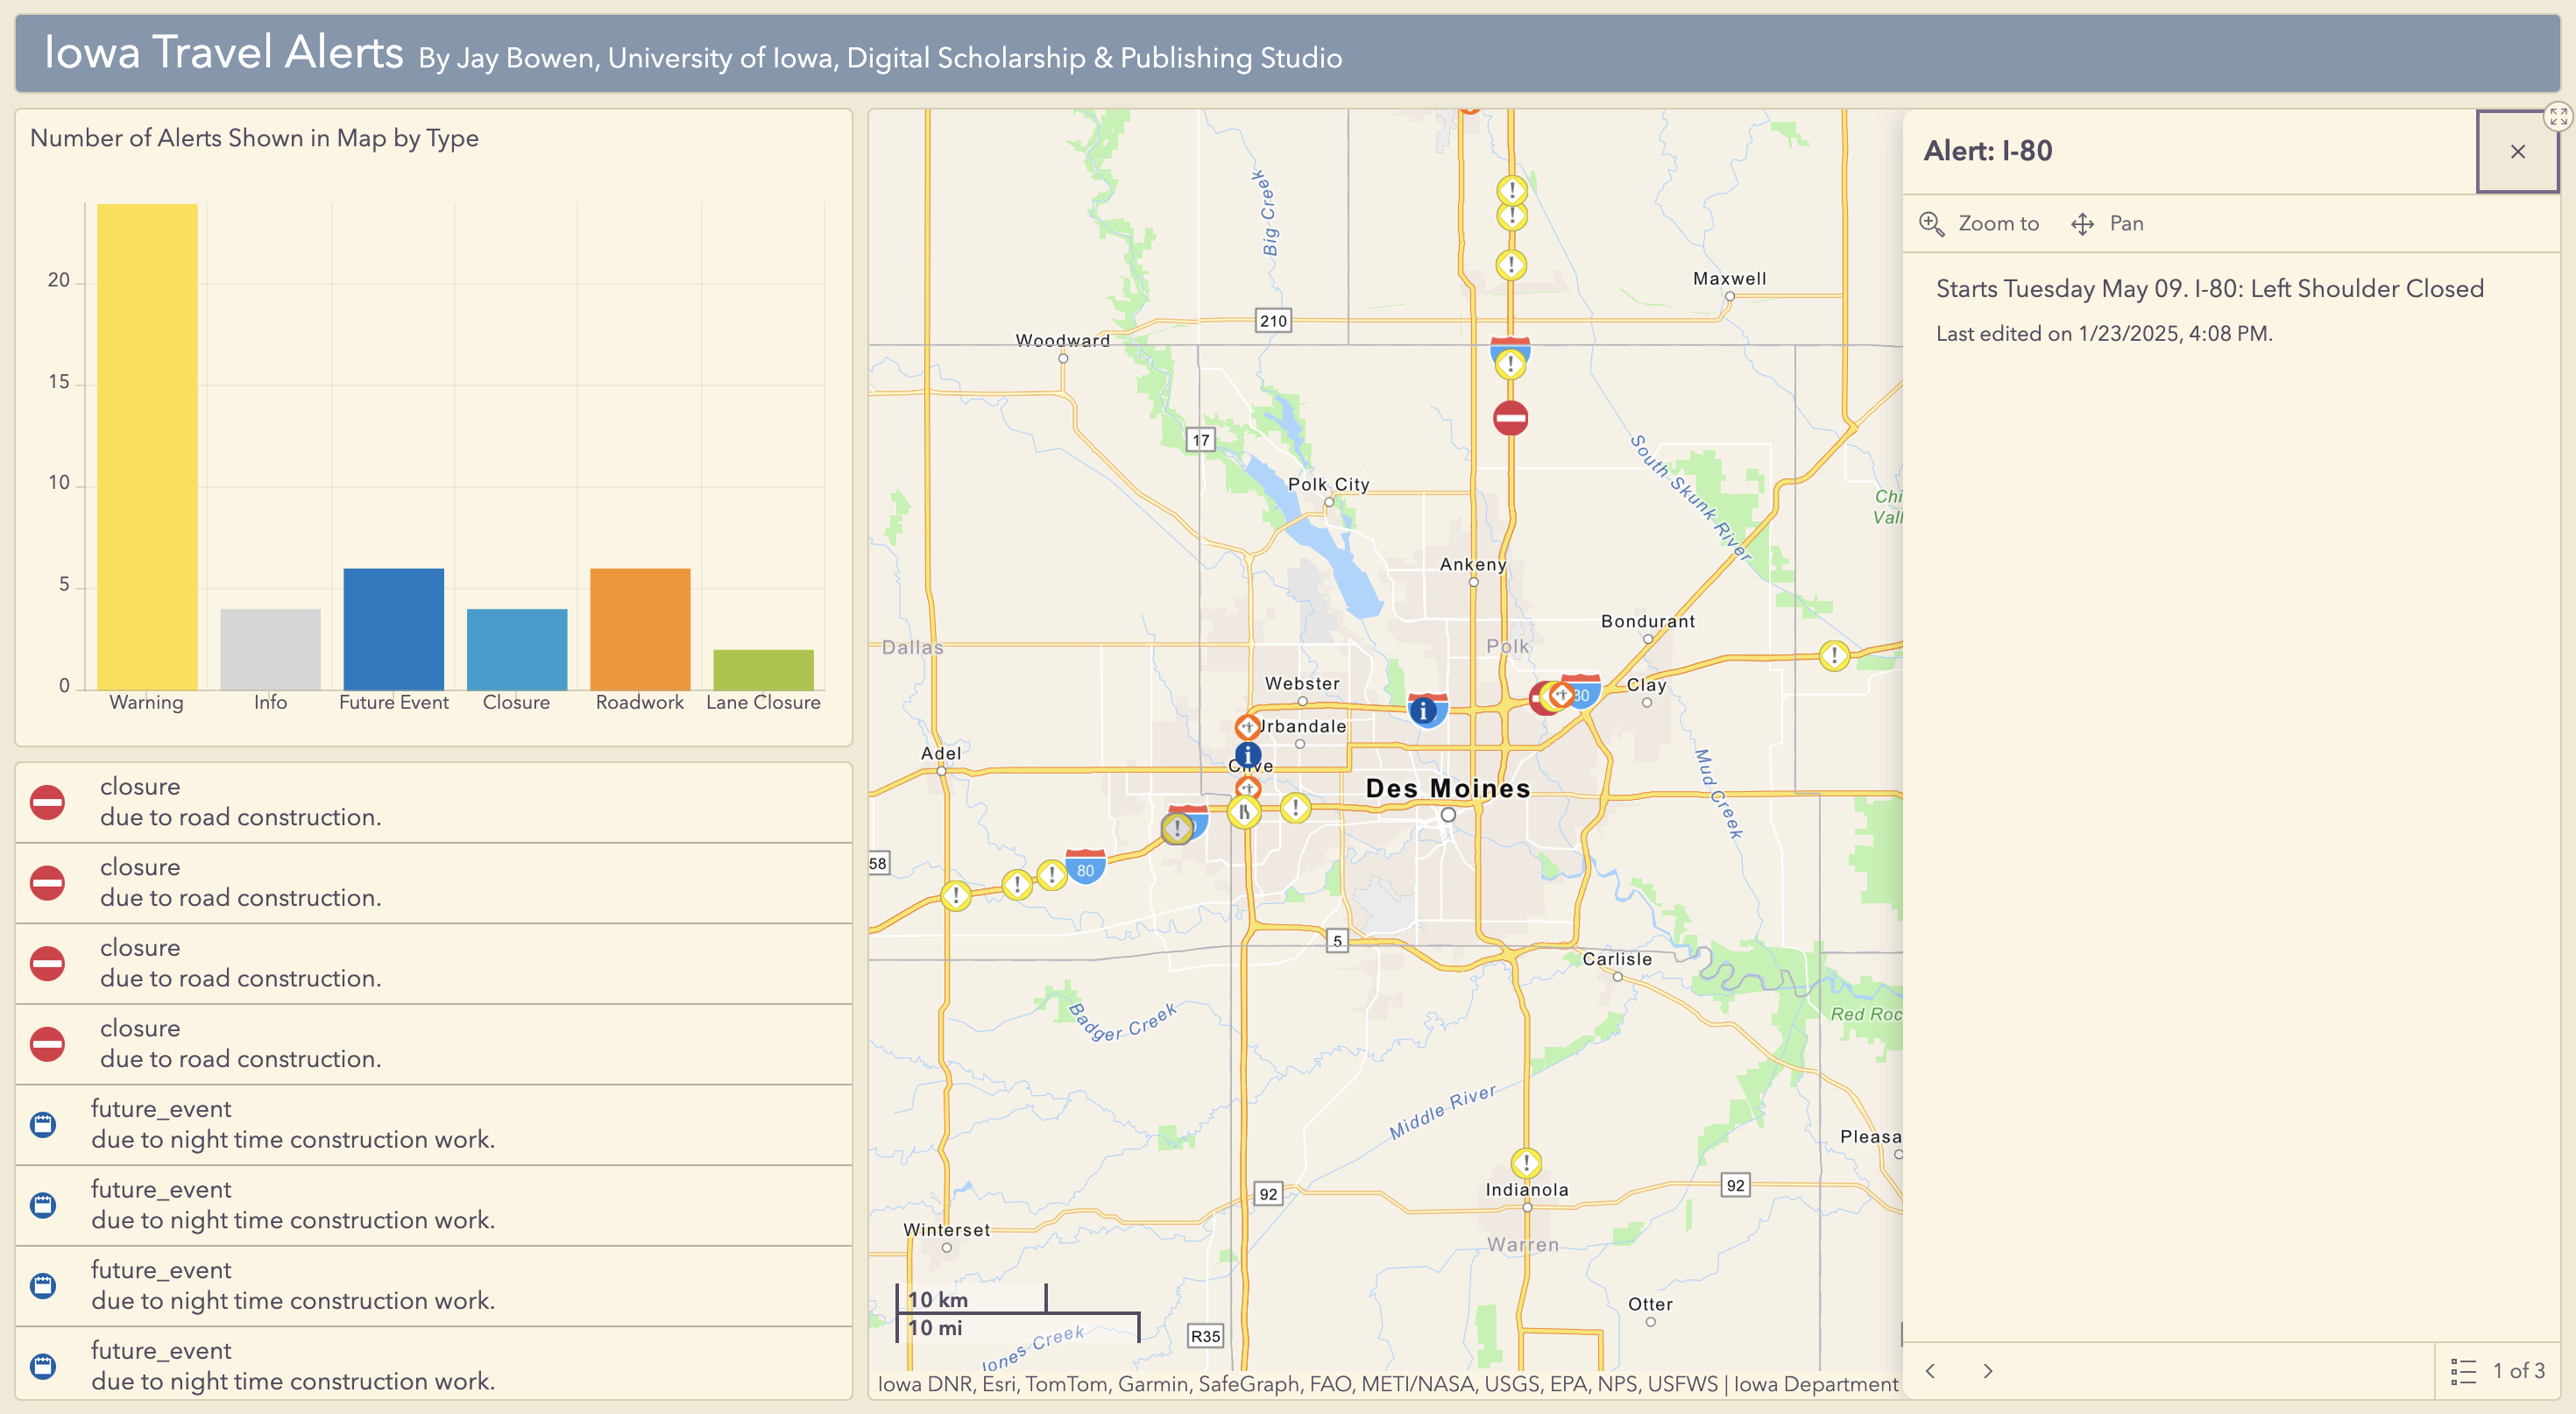 Iowa Travel Alerts By Jay Bowen, University of Iowa, Digital Scholarship & Publishing Studio
Number of Alerts Shown in Map by Type
20
15
10
5
0
Warning Info Future Event Closure Roadwork Lane Closure
closure
due to road construction.
closure
due to road construction.
closure
due to road construction.
closure
due to road construction.
future_event
due to night time construction work.
future_event
due to night time construction work.
future_event
due to night time construction work.
future_event
due to night time construction work.
Big Creek
Maxwell
210
Woodward
17
South Skunk River
Polk City
Chi
Vall
Ankeny
Bondurant
Dallas
Polk
Webster
Clay
80
Urbandale
Adel
Clive
Mud Creek
Des Moines
58
80
5
Carlisle
Badger Creek
Red Roc
Middle River
Pleasa
92
92
Indianola
Winterset
Warren
Otter
10 km
10 mi
R35
Jones Creek
Iowa DNR, Esri, TomTom, Garmin, SafeGraph, FAO, METI/NASA, USGS, EPA, NPS, USFWS | Iowa Department
Alert: I-80
Zoom to Pan
Starts Tuesday May 09. I-80: Left Shoulder Closed
Last edited on 1/23/2025, 4:08 PM.
1 of 3